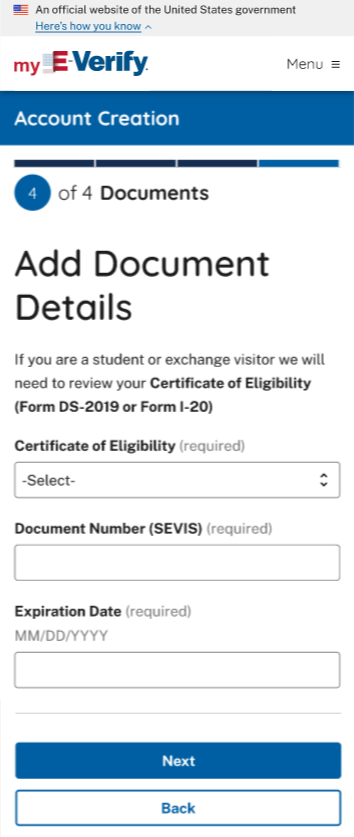 An official website of the United States government
Here's how you know
my E-Verify.
Menu
Account Creation
4 of 4 Documents
Add Document
Details
If you are a student or exchange visitor we will
need to review your Certificate of Eligibility
(Form DS-2019 or Form I-20)
Certificate of Eligibility (required)
-Select-
Document Number (SEVIS) (required)
Expiration Date (required)
MM/DD/YYYY
Next
Back